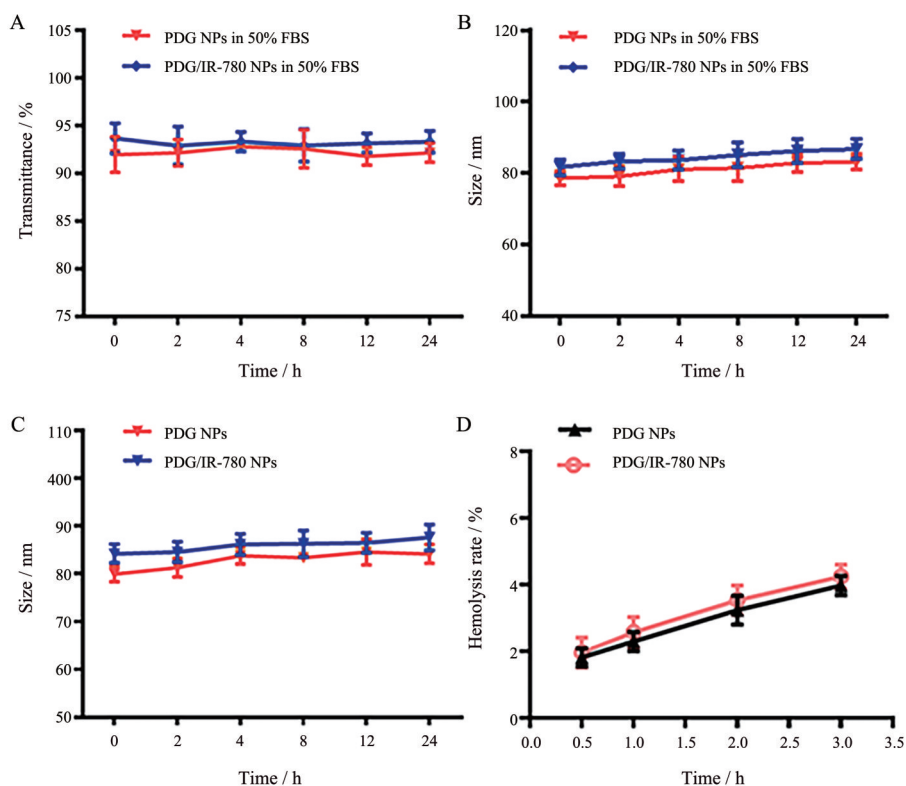 A
PDG NPs in 50% FBS
PDG/IR-780 NPs in 50% FBS
Transmittance / %
105
100
95
90
85
80
75
0 2 4 8 12 24
Time / h
B
PDG NPs in 50% FBS
PDG/IR-780 NPs in 50% FBS
Size / nm
120
100
80
60
40
0 2 4 8 12 24
Time / h
C
PDG NPs
PDG/IR-780 NPs
Size / nm
110
400
90
80
70
60
50
0 2 4 8 12 24
Time / h
D
PDG NPs
PDG/IR-780 NPs
Hemolysis rate / %
8
6
4
2
0
0.0 0.5 1.0 1.5 2.0 2.5 3.0 3.5
Time / h